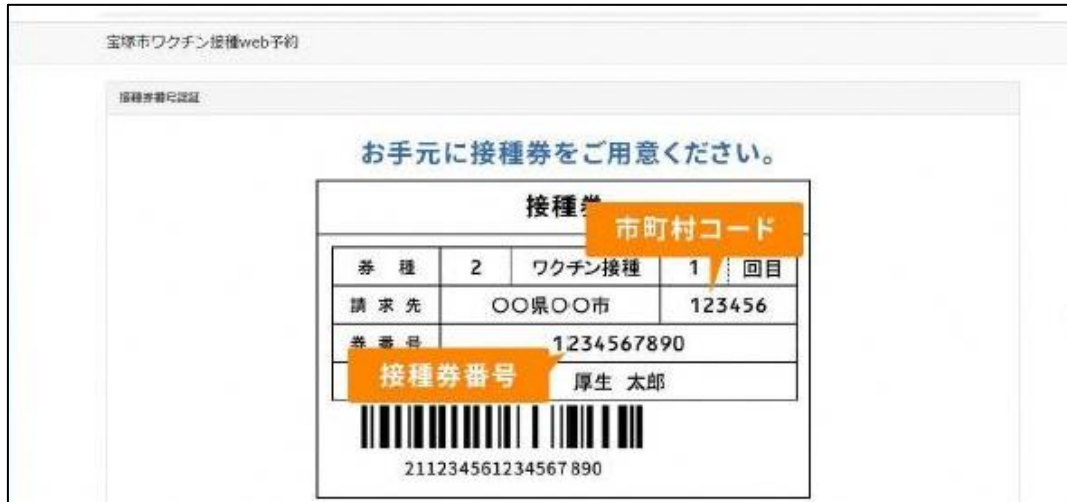 宝塚市ワクチン接種web予約
接種券番号認証
お手元に接種券をご用意ください。
接種券
市町村コード
券 種 2 ワクチン接種 1 回目
請 求 先 〇〇県〇〇市 123456
券 番 号 1234567890
接種券番号 厚生 太郎
211234561234567890